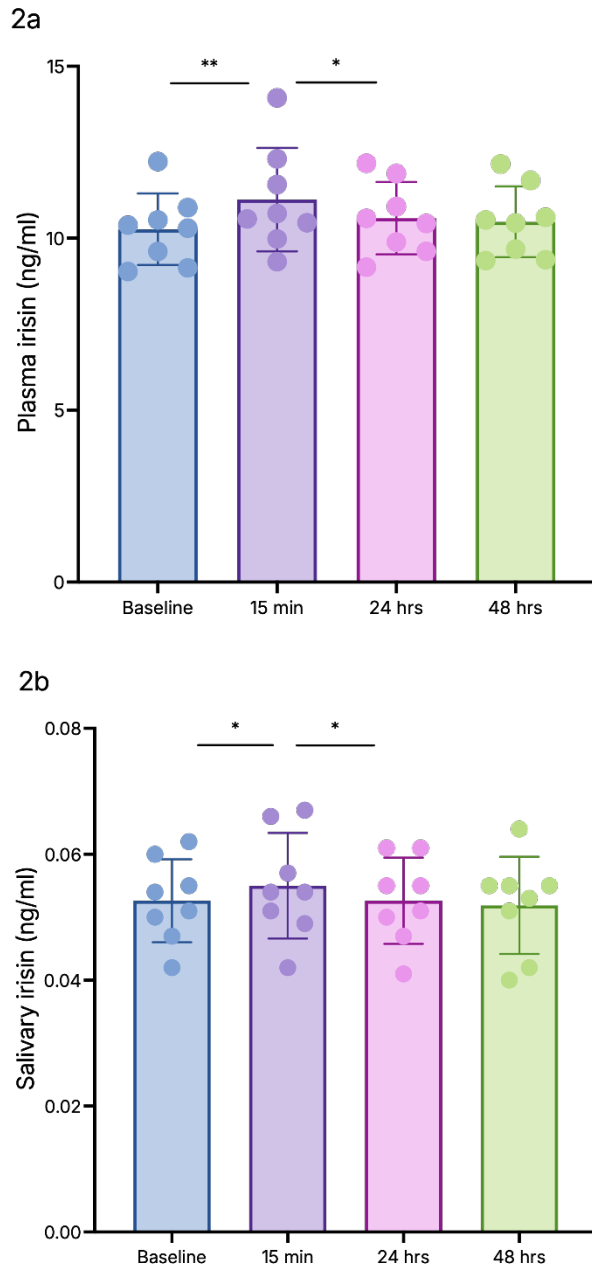 2a
** *
15
10
5
0
Plasma irisin (ng/ml)
Baseline 15 min 24 hrs 48 hrs
2b
* *
0.08
0.06
0.04
0.02
0.00
Salivary irisin (ng/ml)
Baseline 15 min 24 hrs 48 hrs